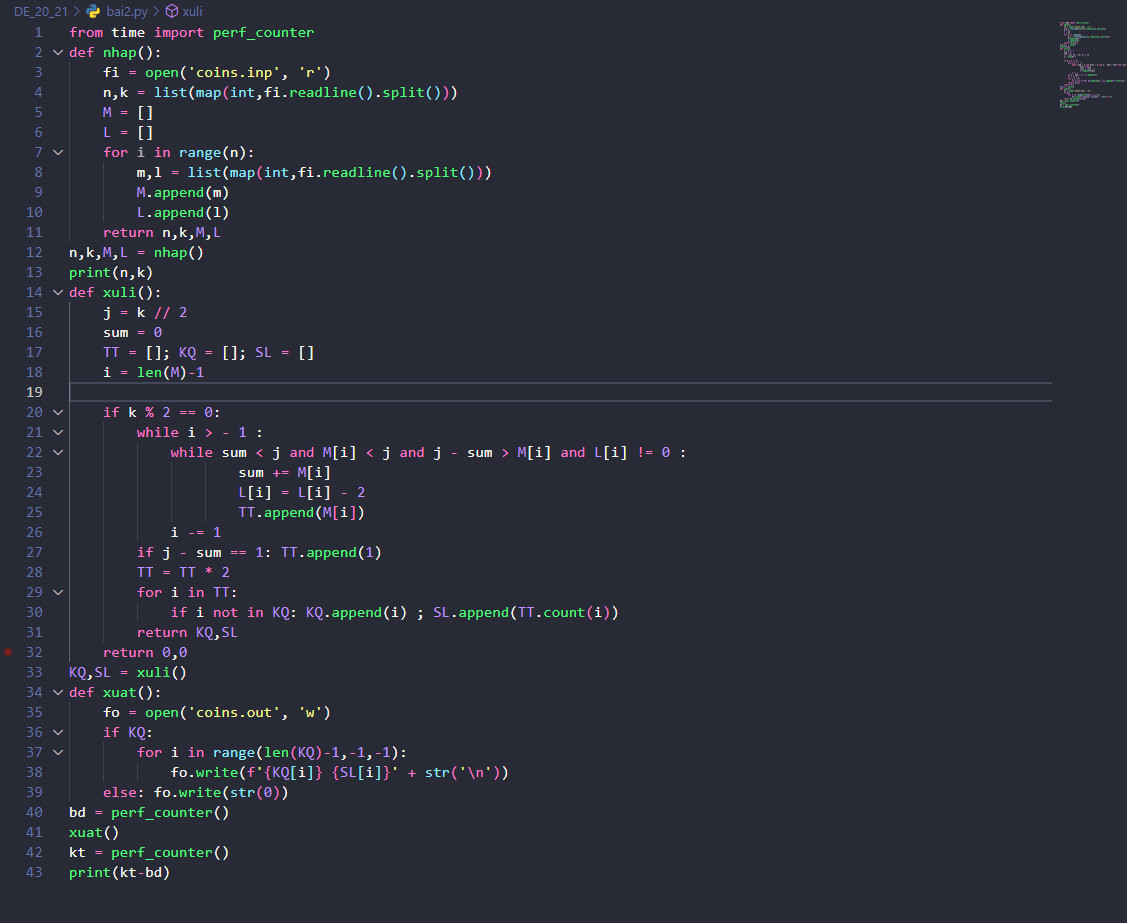 DE_20_21 > bai2.py > xuli
1 from time import perf_counter
2 def nhap():
3     fi = open('coins.inp', 'r')
4     n,k = list(map(int,fi.readline().split()))
5     M = []
6     L = []
7     for i in range(n):
8         m,l = list(map(int,fi.readline().split()))
9         M.append(m)
10         L.append(l)
11     return n,k,M,L
12 n,k,M,L = nhap()
13 print(n,k)
14 def xuli():
15     j = k // 2
16     sum = 0
17     TT = []; KQ = []; SL = []
18     i = len(M)-1
19
20     if k % 2 == 0:
21         while i > - 1 :
22             while sum < j and M[i] < j and j - sum > M[i] and L[i] != 0 :
23                     sum += M[i]
24                     L[i] = L[i] - 2
25                     TT.append(M[i])
26             i -= 1
27         if j - sum == 1: TT.append(1)
28         TT = TT * 2
29         for i in TT:
30             if i not in KQ: KQ.append(i) ; SL.append(TT.count(i))
31         return KQ,SL
32     return 0,0
33 KQ,SL = xuli()
34 def xuat():
35     fo = open('coins.out', 'w')
36     if KQ:
37         for i in range(len(KQ)-1,-1,-1):
38             fo.write(f'{KQ[i]} {SL[i]}' + str('\n'))
39     else: fo.write(str(0))
40 bd = perf_counter()
41 xuat()
42 kt = perf_counter()
43 print(kt-bd)